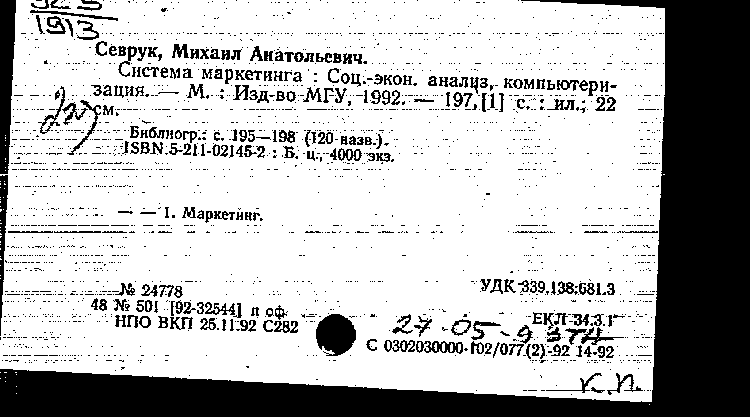 1913
Севрук, Михаил Анатольевич.
Система маркетинга : Соц.-экон. анализ, компьютери-
зация. — М. : Изд-во МГУ, 1992. — 197,[1] с. : ил.; 22
см.
Библиогр.: с. 195—198 (120 назв.).
ISBN 5-211-02145-2 : Б. ц., 4000 экз.
— — 1. Маркетинг.
№ 24778
УДК 339.138:681.3
48 № 501 [92-32544] п оф
НПО ВКП 25.11.92 С282
ЕКЛ 34.3.1
27-05-9
С 0302030000-102/077(2)-92 14-92
К.П.